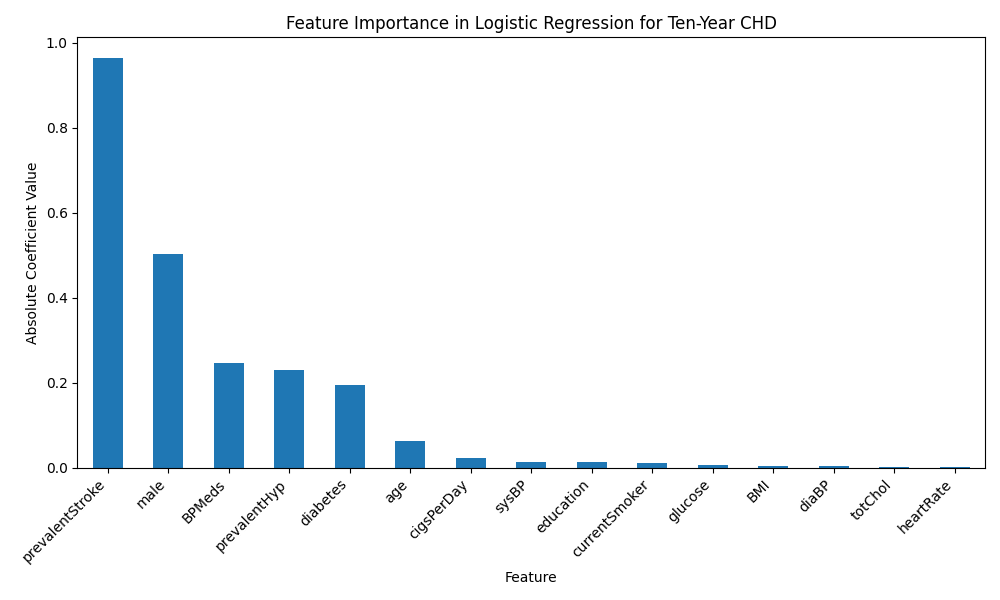 Feature Importance in Logistic Regression for Ten-Year CHD
Absolute Coefficient Value
1.0
0.8
0.6
0.4
0.2
0.0
prevalentStroke
male
BPMeds
prevalentHyp
diabetes
age
cigsPerDay
sysBP
education
currentSmoker
glucose
BMI
diaBP
totChol
heartRate
Feature